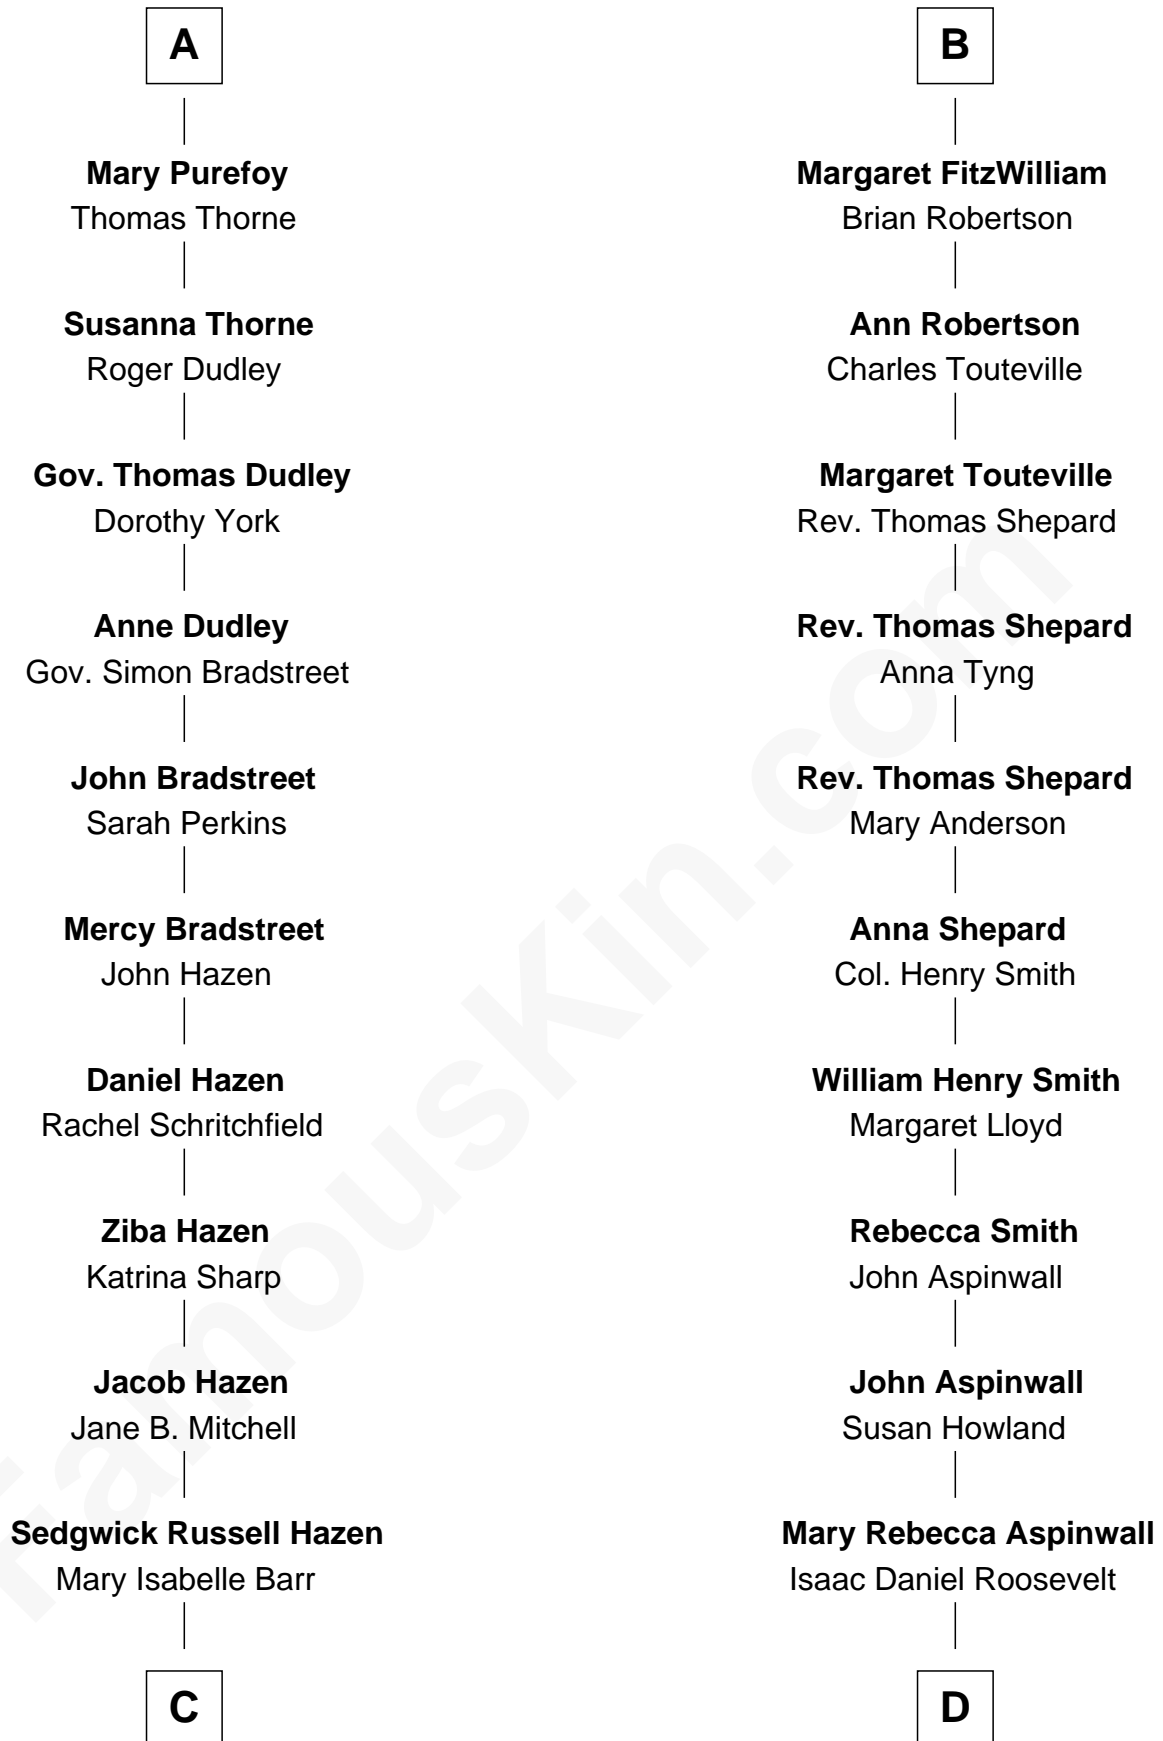 A
Mary Purefoy
Thomas Thorne
Susanna Thorne
Roger Dudley
Gov. Thomas Dudley
Dorothy York
Anne Dudley
Gov. Simon Bradstreet
John Bradstreet
Sarah Perkins
Mercy Bradstreet
John Hazen
Daniel Hazen
Rachel Schritchfield
Ziba Hazen
Katrina Sharp
Jacob Hazen
Jane B. Mitchell
Sedgwick Russell Hazen
Mary Isabelle Barr
C
B
Margaret FitzWilliam
Brian Robertson
Ann Robertson
Charles Touteville
Margaret Touteville
Rev. Thomas Shepard
Rev. Thomas Shepard
Anna Tyng
Rev. Thomas Shepard
Mary Anderson
Anna Shepard
Col. Henry Smith
William Henry Smith
Margaret Lloyd
Rebecca Smith
John Aspinwall
John Aspinwall
Susan Howland
Mary Rebecca Aspinwall
Isaac Daniel Roosevelt
D
FamousKin.com